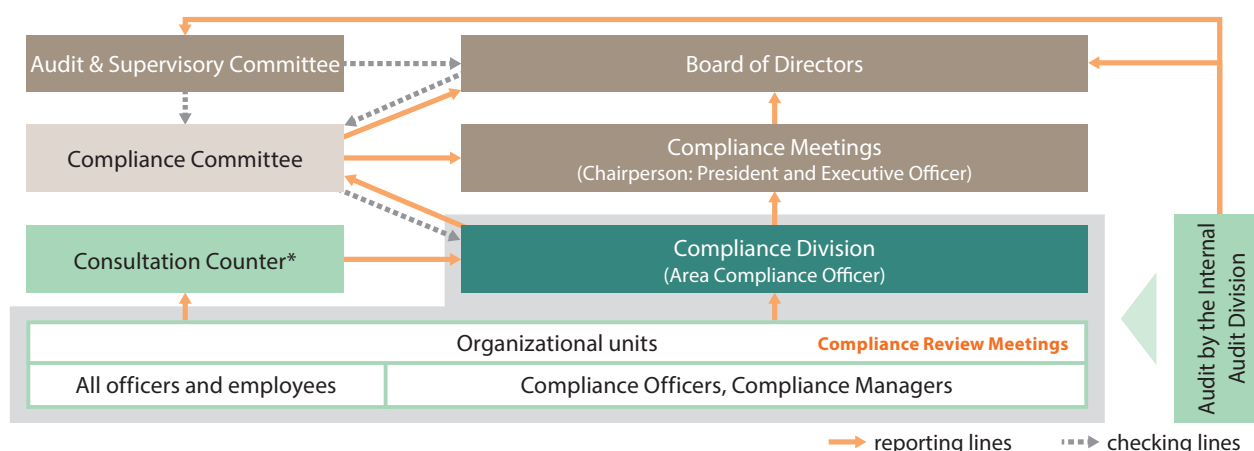 Audit & Supervisory Committee
Board of Directors
Compliance Committee
Compliance Meetings
(Chairperson: President and Executive Officer)
Consultation Counter*
Compliance Division
(Area Compliance Officer)
Organizational units
Compliance Review Meetings
All officers and employees
Compliance Officers, Compliance Managers
Audit by the Internal
Audit Division
reporting lines
checking lines